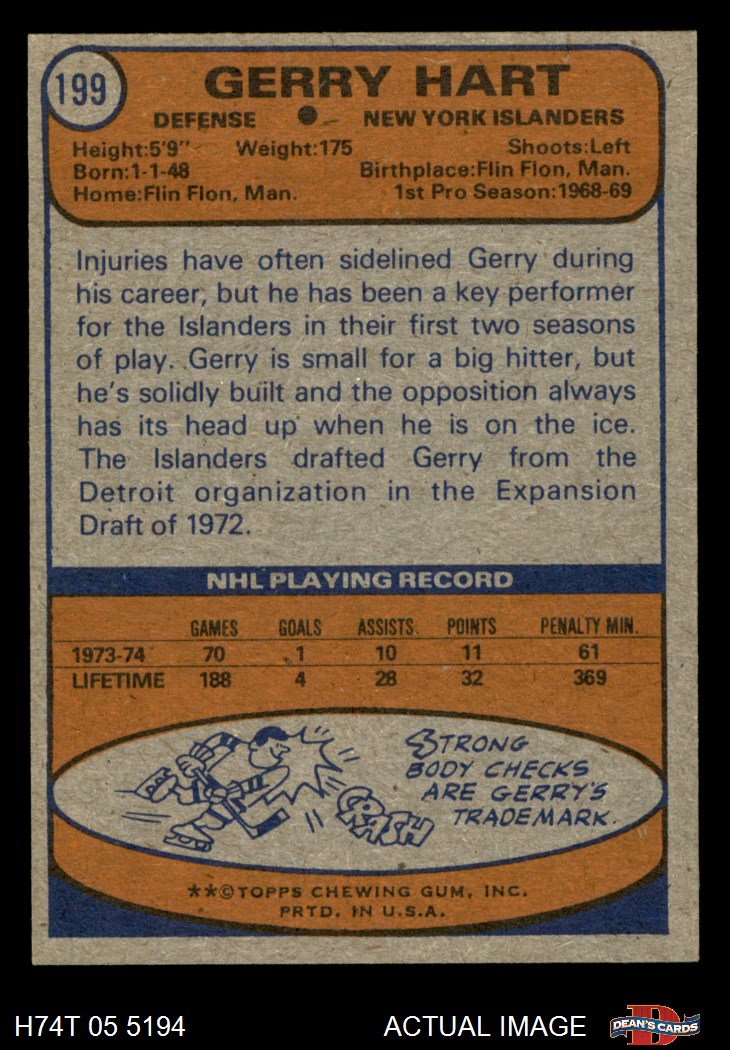 199
GERRY HART
DEFENSE ● NEW YORK ISLANDERS
Height:5'9" Weight:175 Shoots:Left
Born:1-1-48 Birthplace:Flin Flon, Man.
Home:Flin Flon, Man. 1st Pro Season:1968-69
Injuries have often sidelined Gerry during
his career, but he has been a key performer
for the Islanders in their first two seasons
of play. Gerry is small for a big hitter, but
he's solidly built and the opposition always
has its head up when he is on the ice.
The Islanders drafted Gerry from the
Detroit organization in the Expansion
Draft of 1972.
NHL PLAYING RECORD
GAMES GOALS ASSISTS POINTS PENALTY MIN.
1973-74 70 1 10 11 61
LIFETIME 188 4 28 32 369
STRONG
BODY CHECKS
ARE GERRY'S
TRADEMARK.
CRASH
**©TOPPS CHEWING GUM, INC.
PRTD. IN U.S.A.
H74T 05 5194 ACTUAL IMAGE
D
DEAN'S CARDS